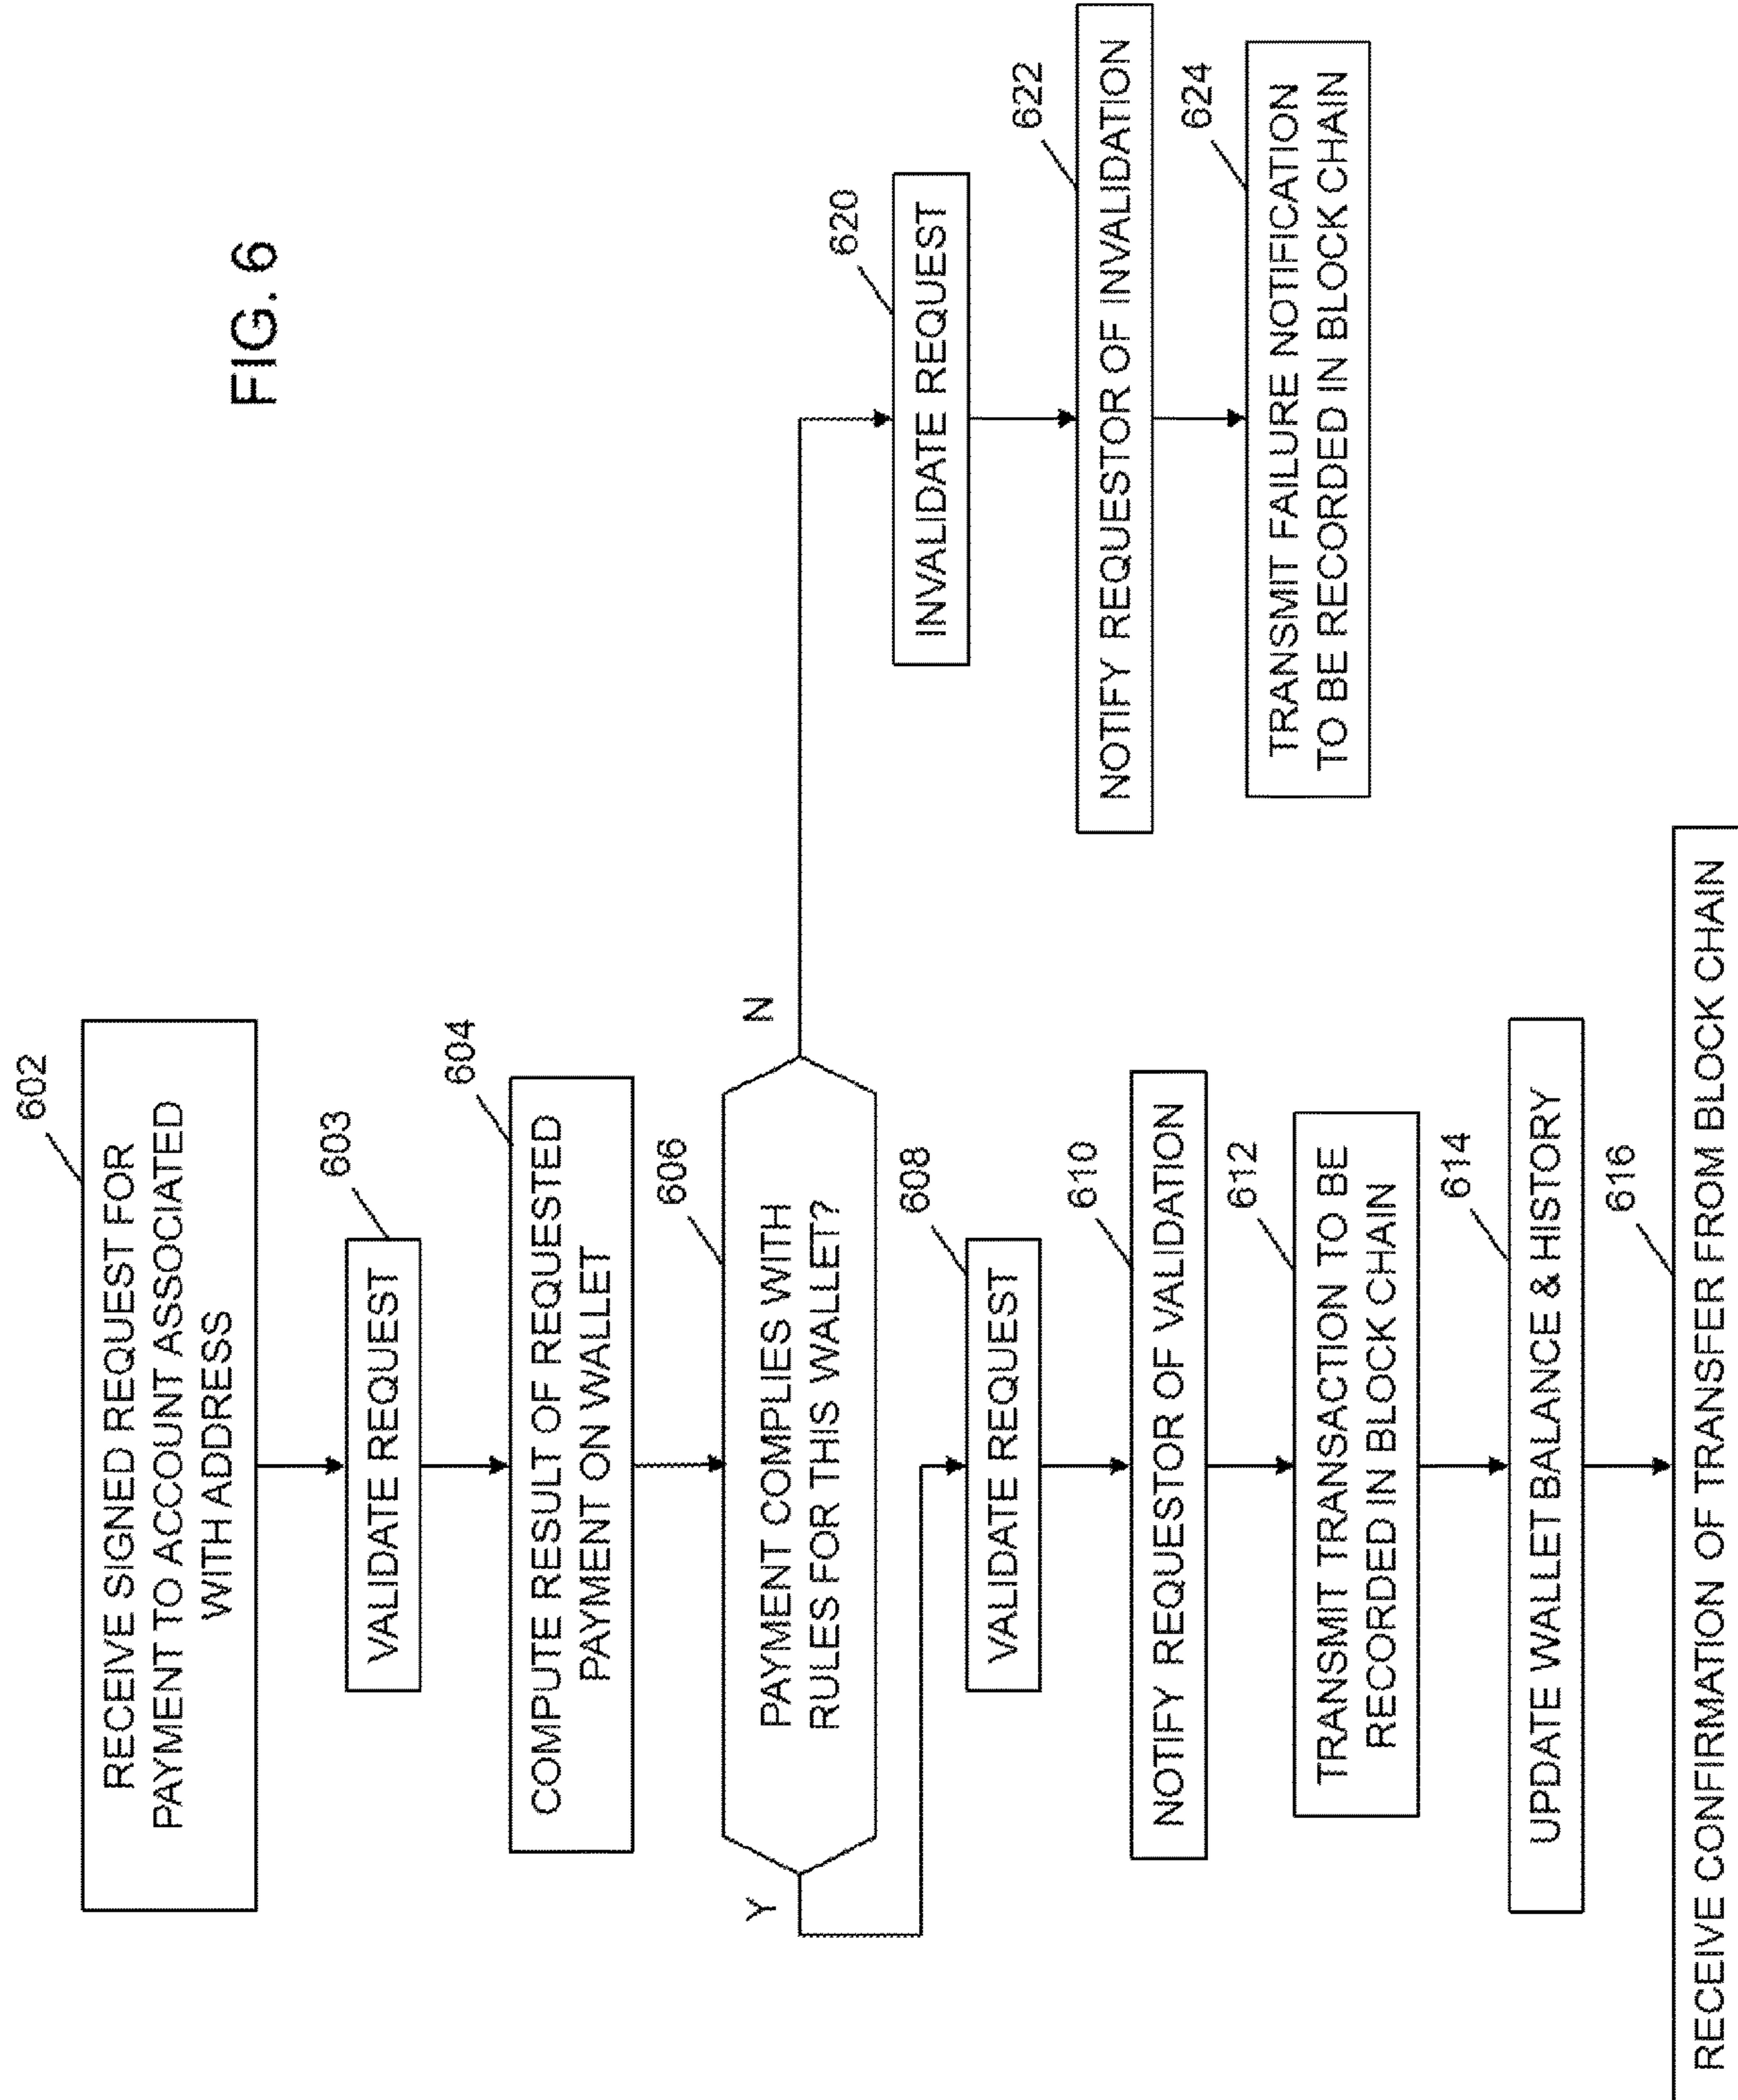 FIG. 6
602
RECEIVE SIGNED REQUEST FOR
PAYMENT TO ACCOUNT ASSOCIATED
WITH ADDRESS
603
VALIDATE REQUEST
604
COMPUTE RESULT OF REQUESTED
PAYMENT ON WALLET
606
PAYMENT COMPLIES WITH
RULES FOR THIS WALLET?
Y
N
608
VALIDATE REQUEST
610
NOTIFY REQUESTOR OF VALIDATION
612
TRANSMIT TRANSACTION TO BE
RECORDED IN BLOCK CHAIN
614
UPDATE WALLET BALANCE & HISTORY
616
RECEIVE CONFIRMATION OF TRANSFER FROM BLOCK CHAIN
620
INVALIDATE REQUEST
622
NOTIFY REQUESTOR OF INVALIDATION
624
TRANSMIT FAILURE NOTIFICATION
TO BE RECORDED IN BLOCK CHAIN